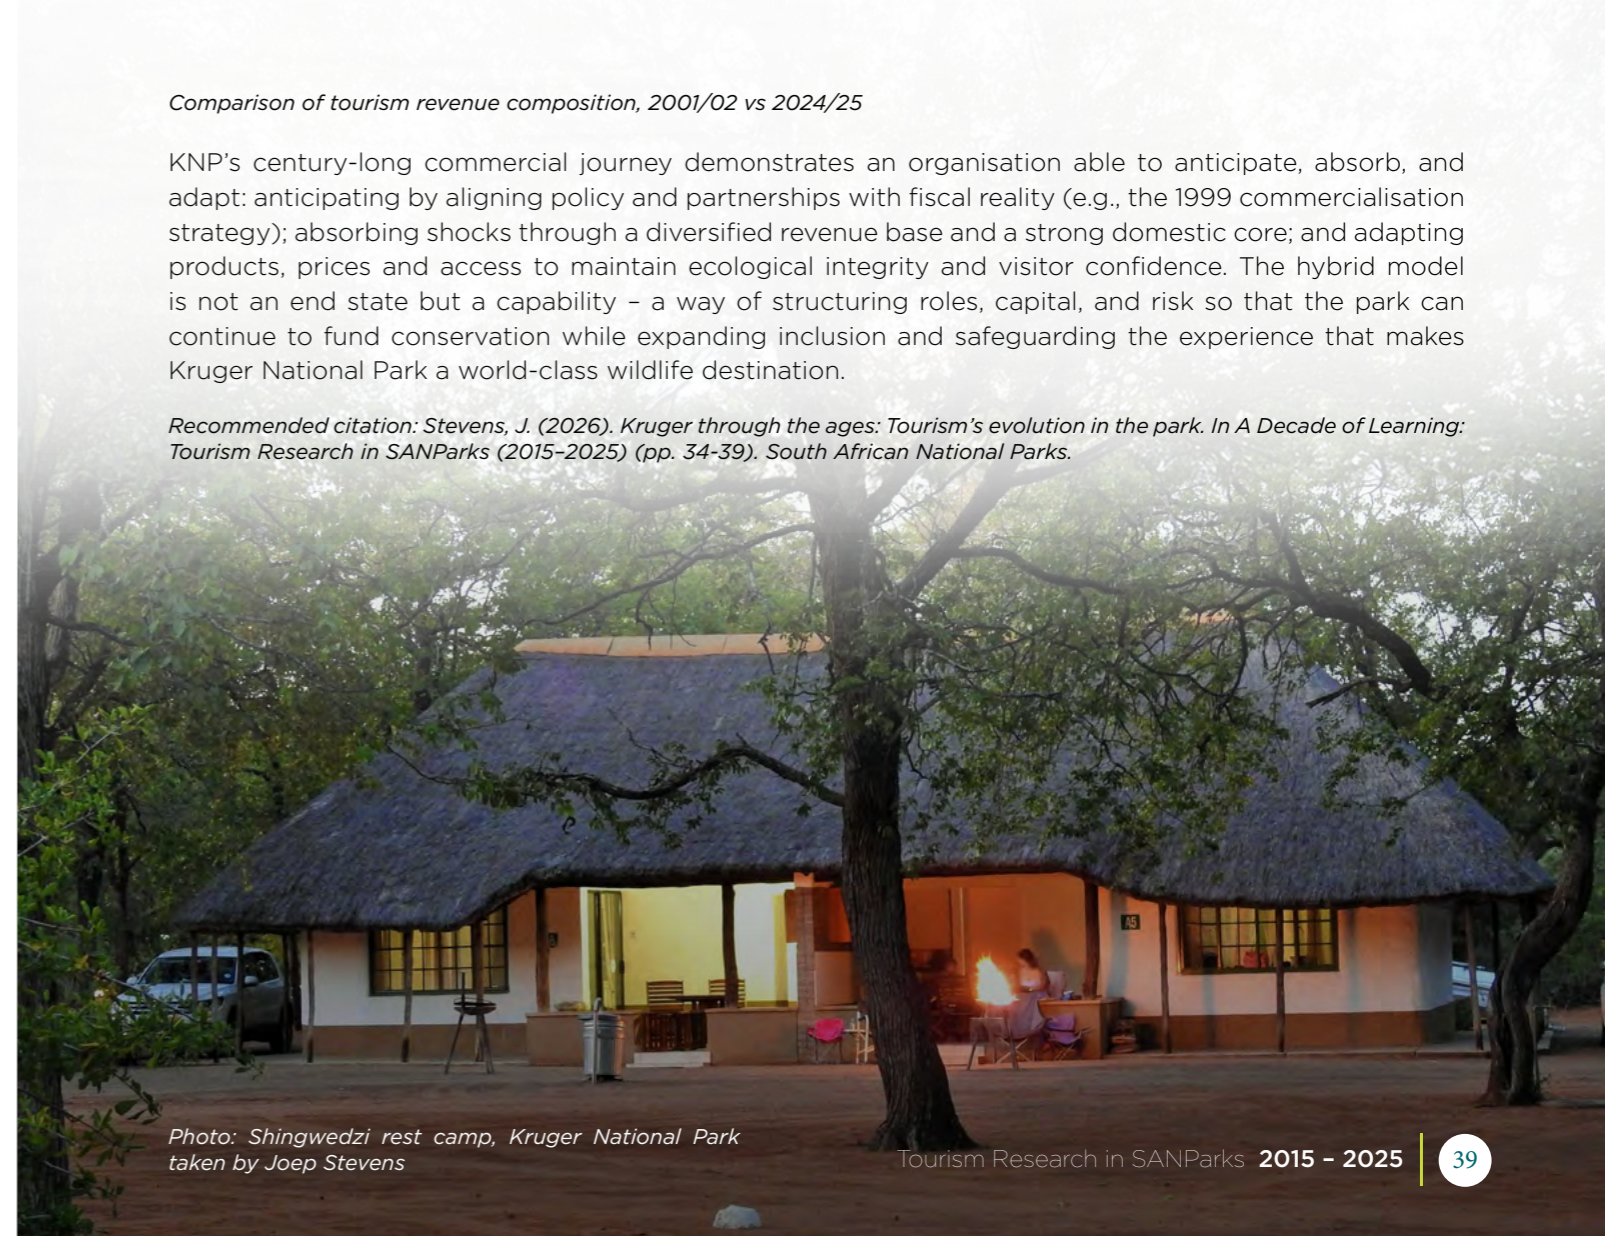 Comparison of tourism revenue composition, 2001/02 vs 2024/25
KNP’s century-long commercial journey demonstrates an organisation able to anticipate, absorb, and
adapt: anticipating by aligning policy and partnerships with fiscal reality (e.g., the 1999 commercialisation
strategy); absorbing shocks through a diversified revenue base and a strong domestic core; and adapting
products, prices and access to maintain ecological integrity and visitor confidence. The hybrid model
is not an end state but a capability – a way of structuring roles, capital, and risk so that the park can
continue to fund conservation while expanding inclusion and safeguarding the experience that makes
Kruger National Park a world-class wildlife destination.
Recommended citation: Stevens, J. (2026). Kruger through the ages: Tourism’s evolution in the park. In A Decade of Learning:
Tourism Research in SANParks (2015–2025) (pp. 34-39). South African National Parks.
A5
Photo: Shingwedzi rest camp, Kruger National Park
taken by Joep Stevens
Tourism Research in SANParks 2015 – 2025
39